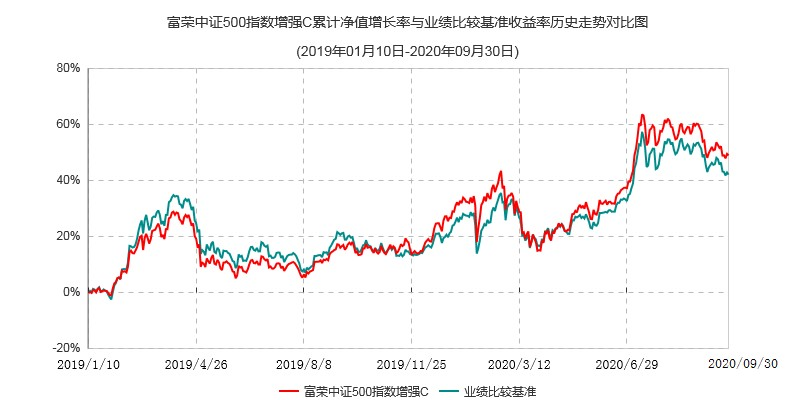 富荣中证500指数增强C累计净值增长率与业绩比较基准收益率历史走势对比图
(2019年01月10日-2020年09月30日)
80%
60%
40%
20%
0%
-20%
2019/1/10 2019/4/26 2019/8/8 2019/11/25 2020/3/12 2020/6/29 2020/09/30
富荣中证500指数增强C 业绩比较基准